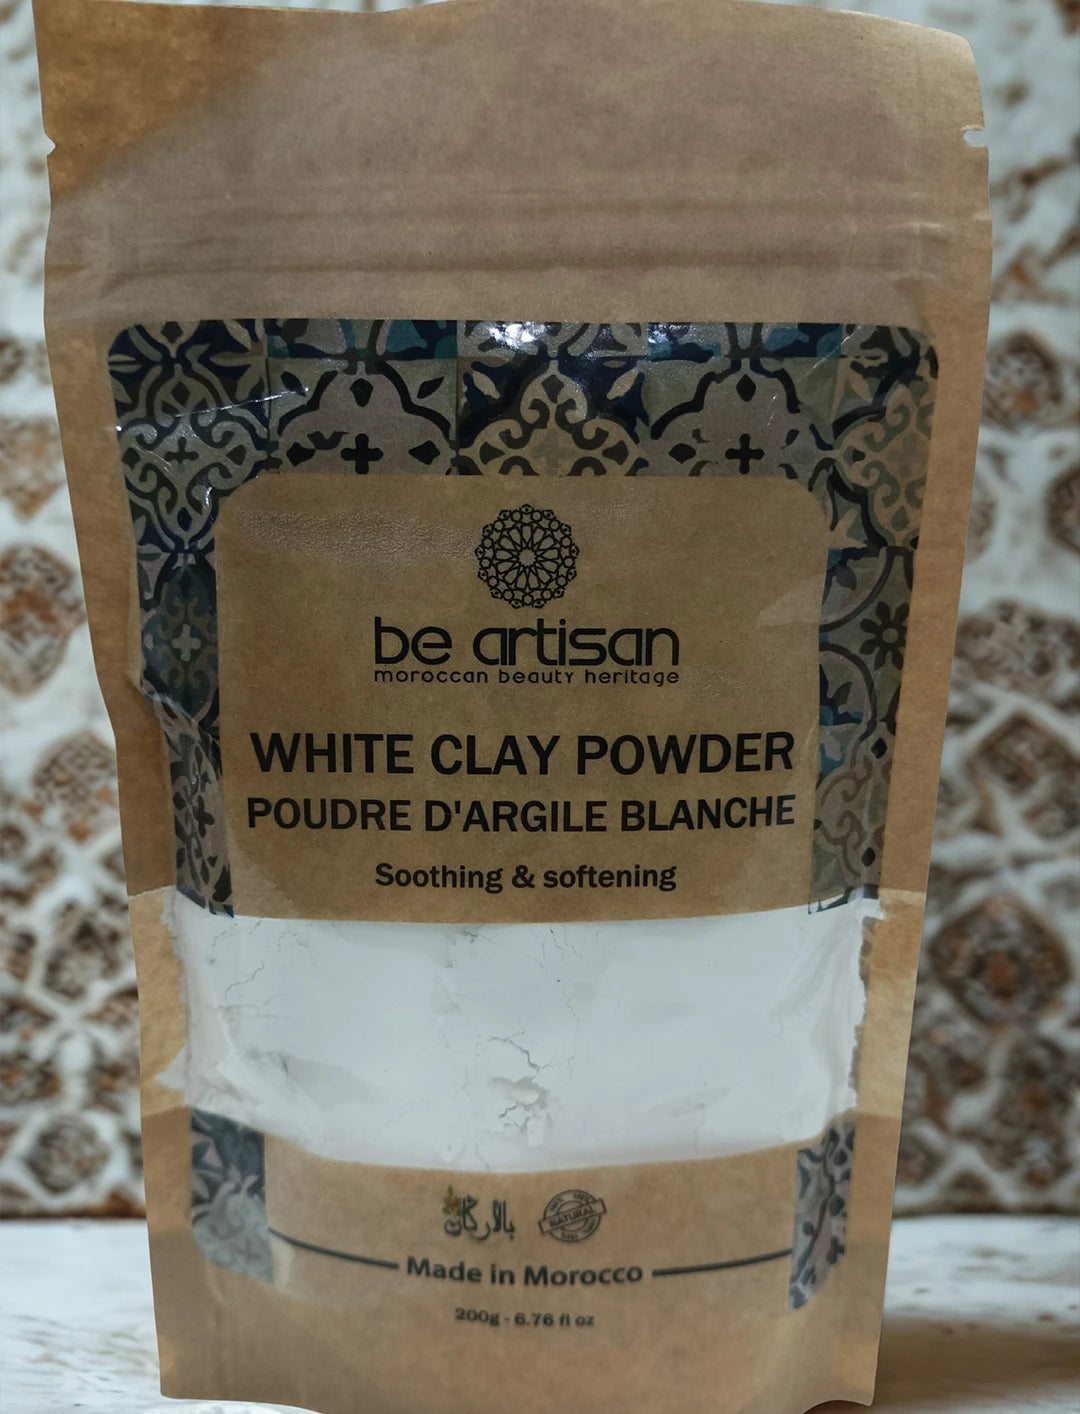 be artisan
moroccan beauty heritage
WHITE CLAY POWDER
POUDRE D'ARGILE BLANCHE
Soothing & softening
بالأركان
NATURAL
Made in Morocco
200g - 6.76 fl oz